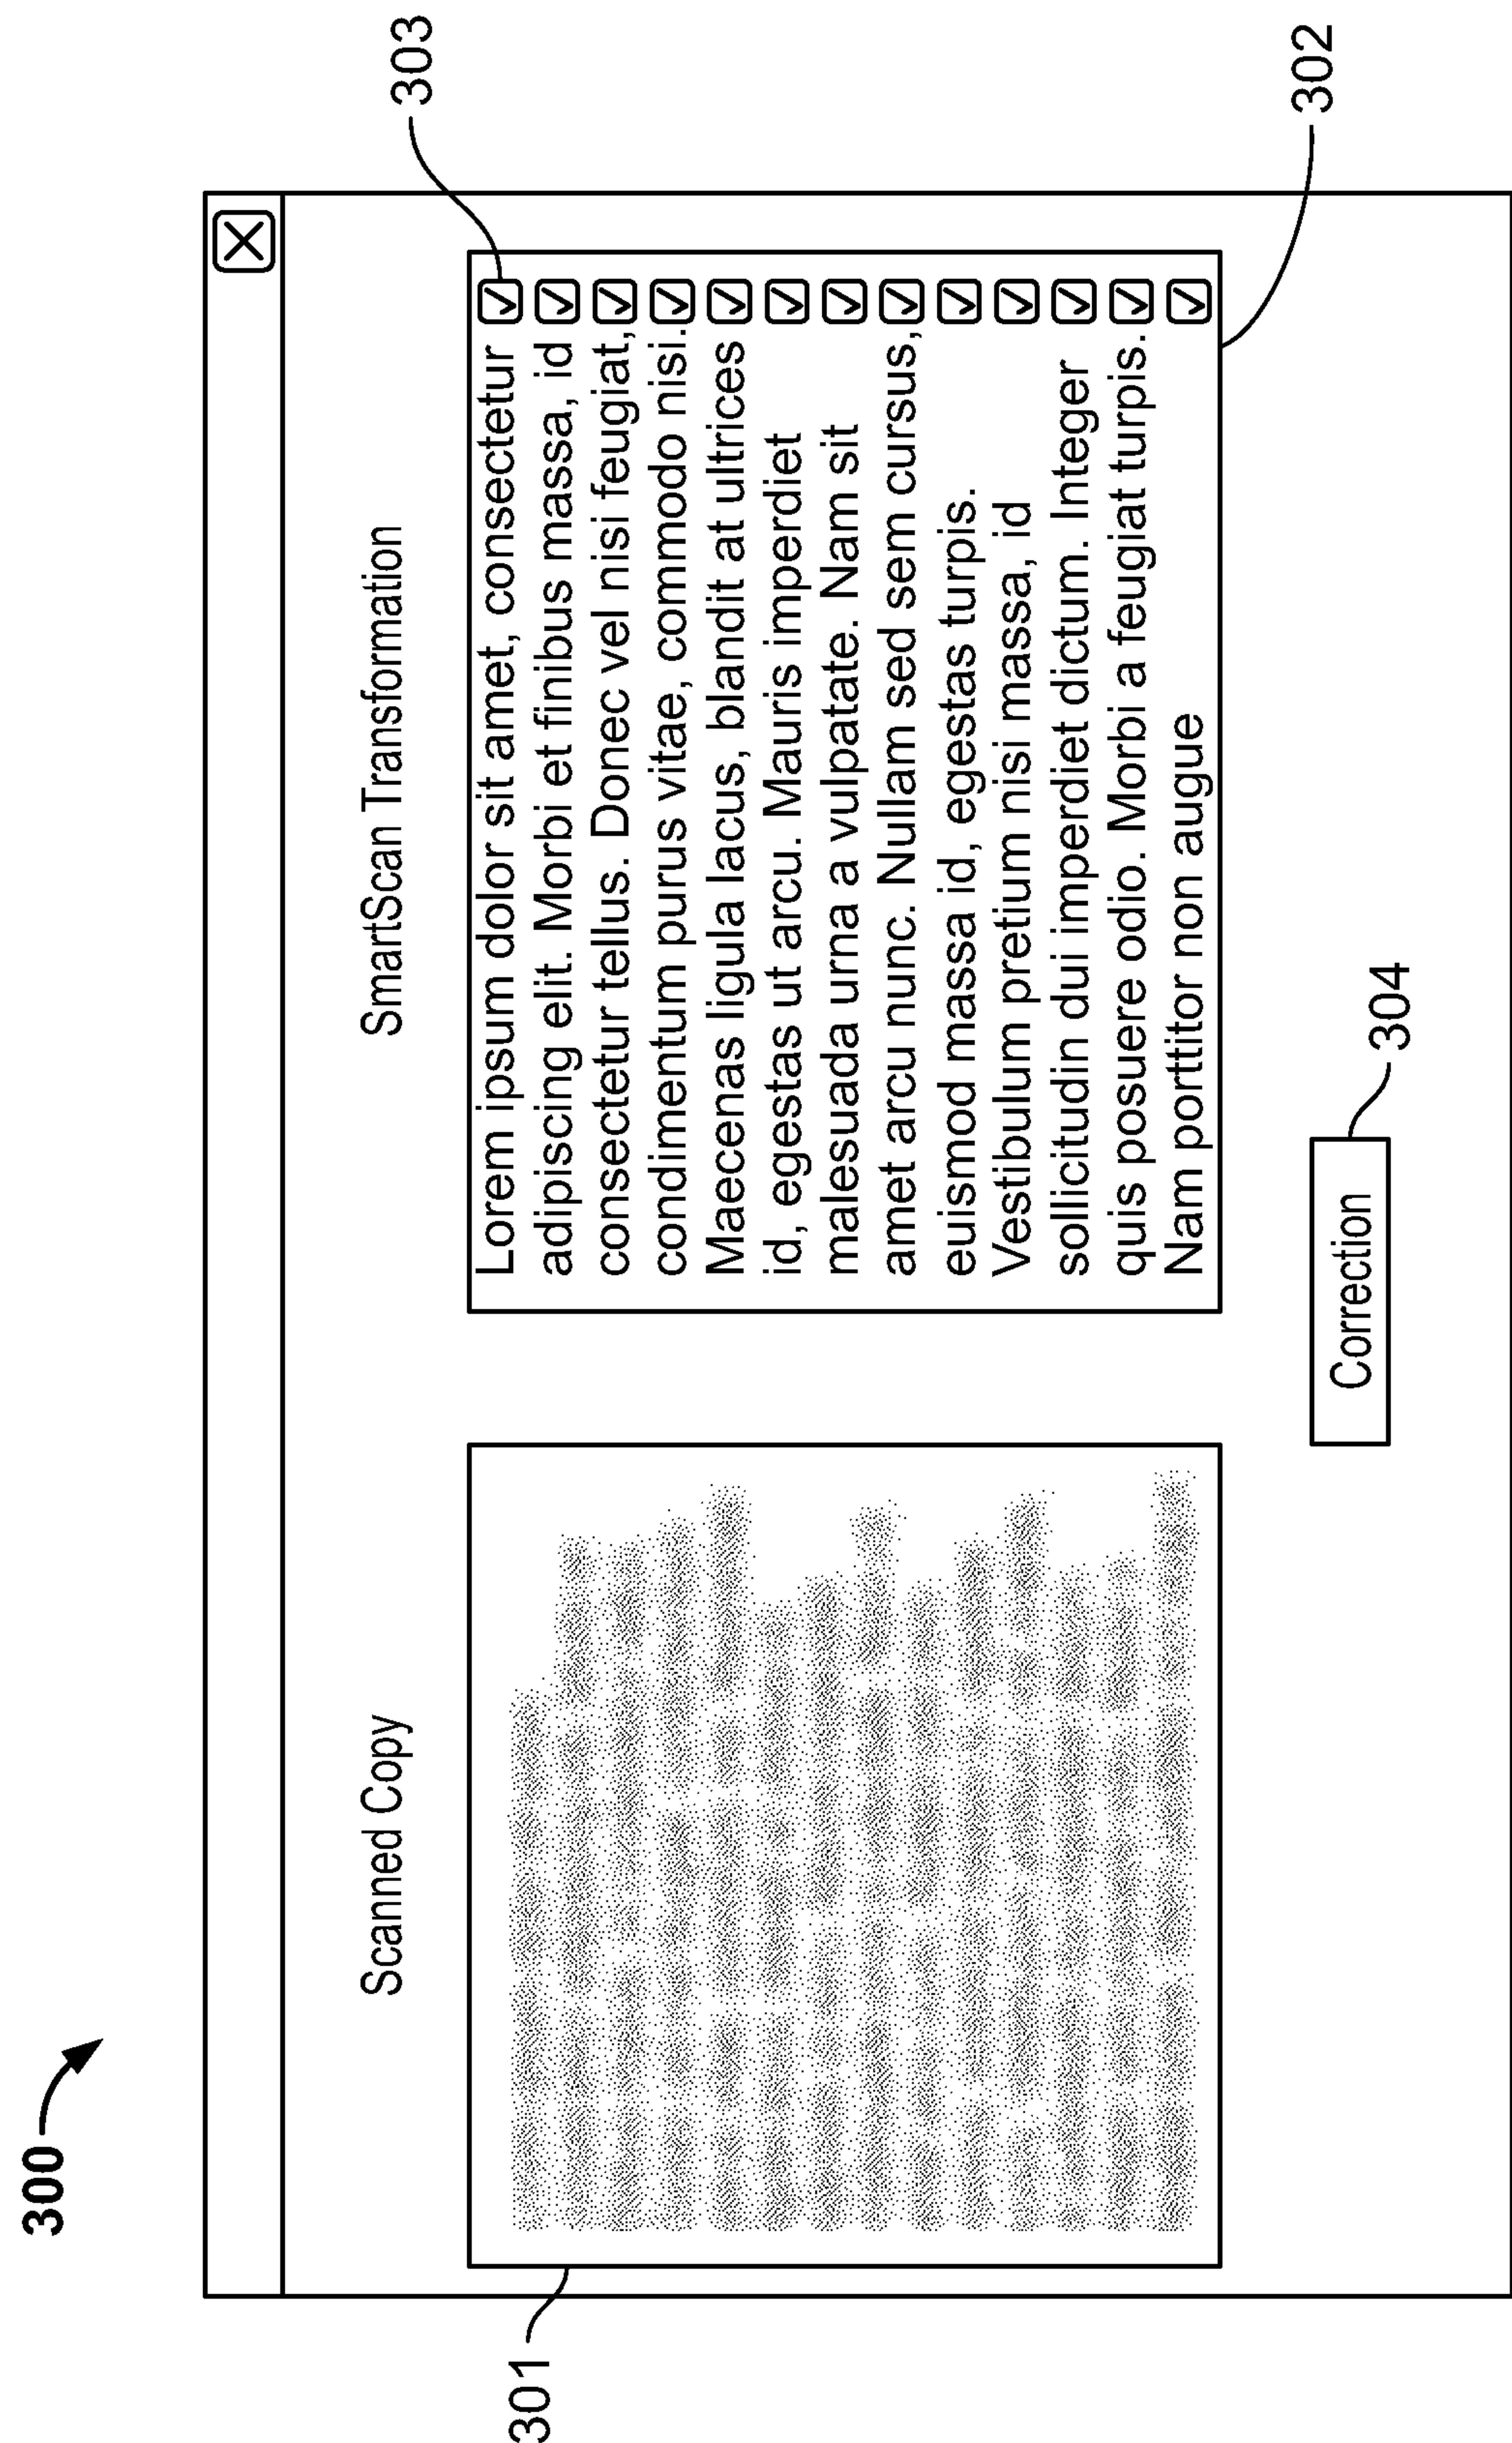 300
303
Scanned Copy
SmartScan Transformation
301
Lorem ipsum dolor sit amet, consectetur
adipiscing elit. Morbi et finibus massa, id
consectetur tellus. Donec vel nisi feugiat,
condimentum purus vitae, commodo nisi.
Maecenas ligula lacus, blandit at ultrices
id, egestas ut arcu. Mauris imperdiet
malesuada urna a vulpatate. Nam sit
amet arcu nunc. Nullam sed sem cursus,
euismod massa id, egestas turpis.
Vestibulum pretium nisi massa, id
sollicitudin dui imperdiet dictum. Integer
quis posuere odio. Morbi a feugiat turpis.
Nam porttitor non augue
302
Correction
304